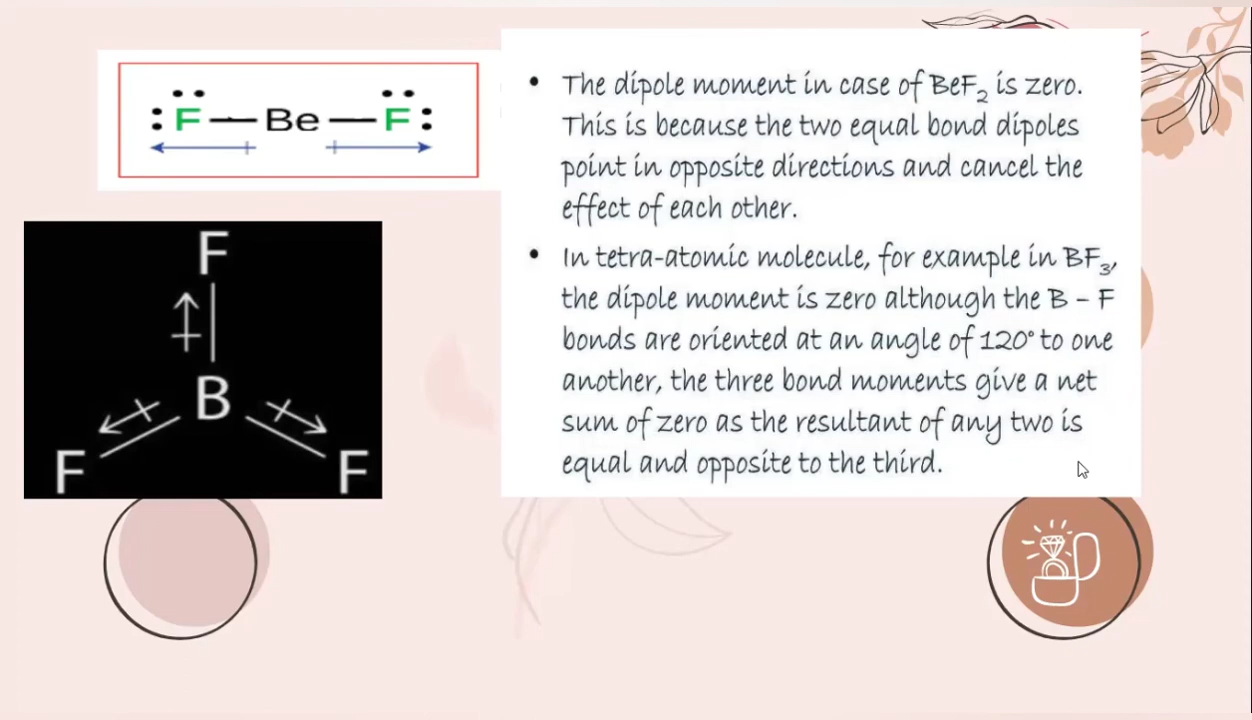 F — Be — F
F
B
F F
• The dipole moment in case of BeF₂ is zero.
This is because the two equal bond dipoles
point in opposite directions and cancel the
effect of each other.
• In tetra-atomic molecule, for example in BF₃,
the dipole moment is zero although the B – F
bonds are oriented at an angle of 120° to one
another, the three bond moments give a net
sum of zero as the resultant of any two is
equal and opposite to the third.